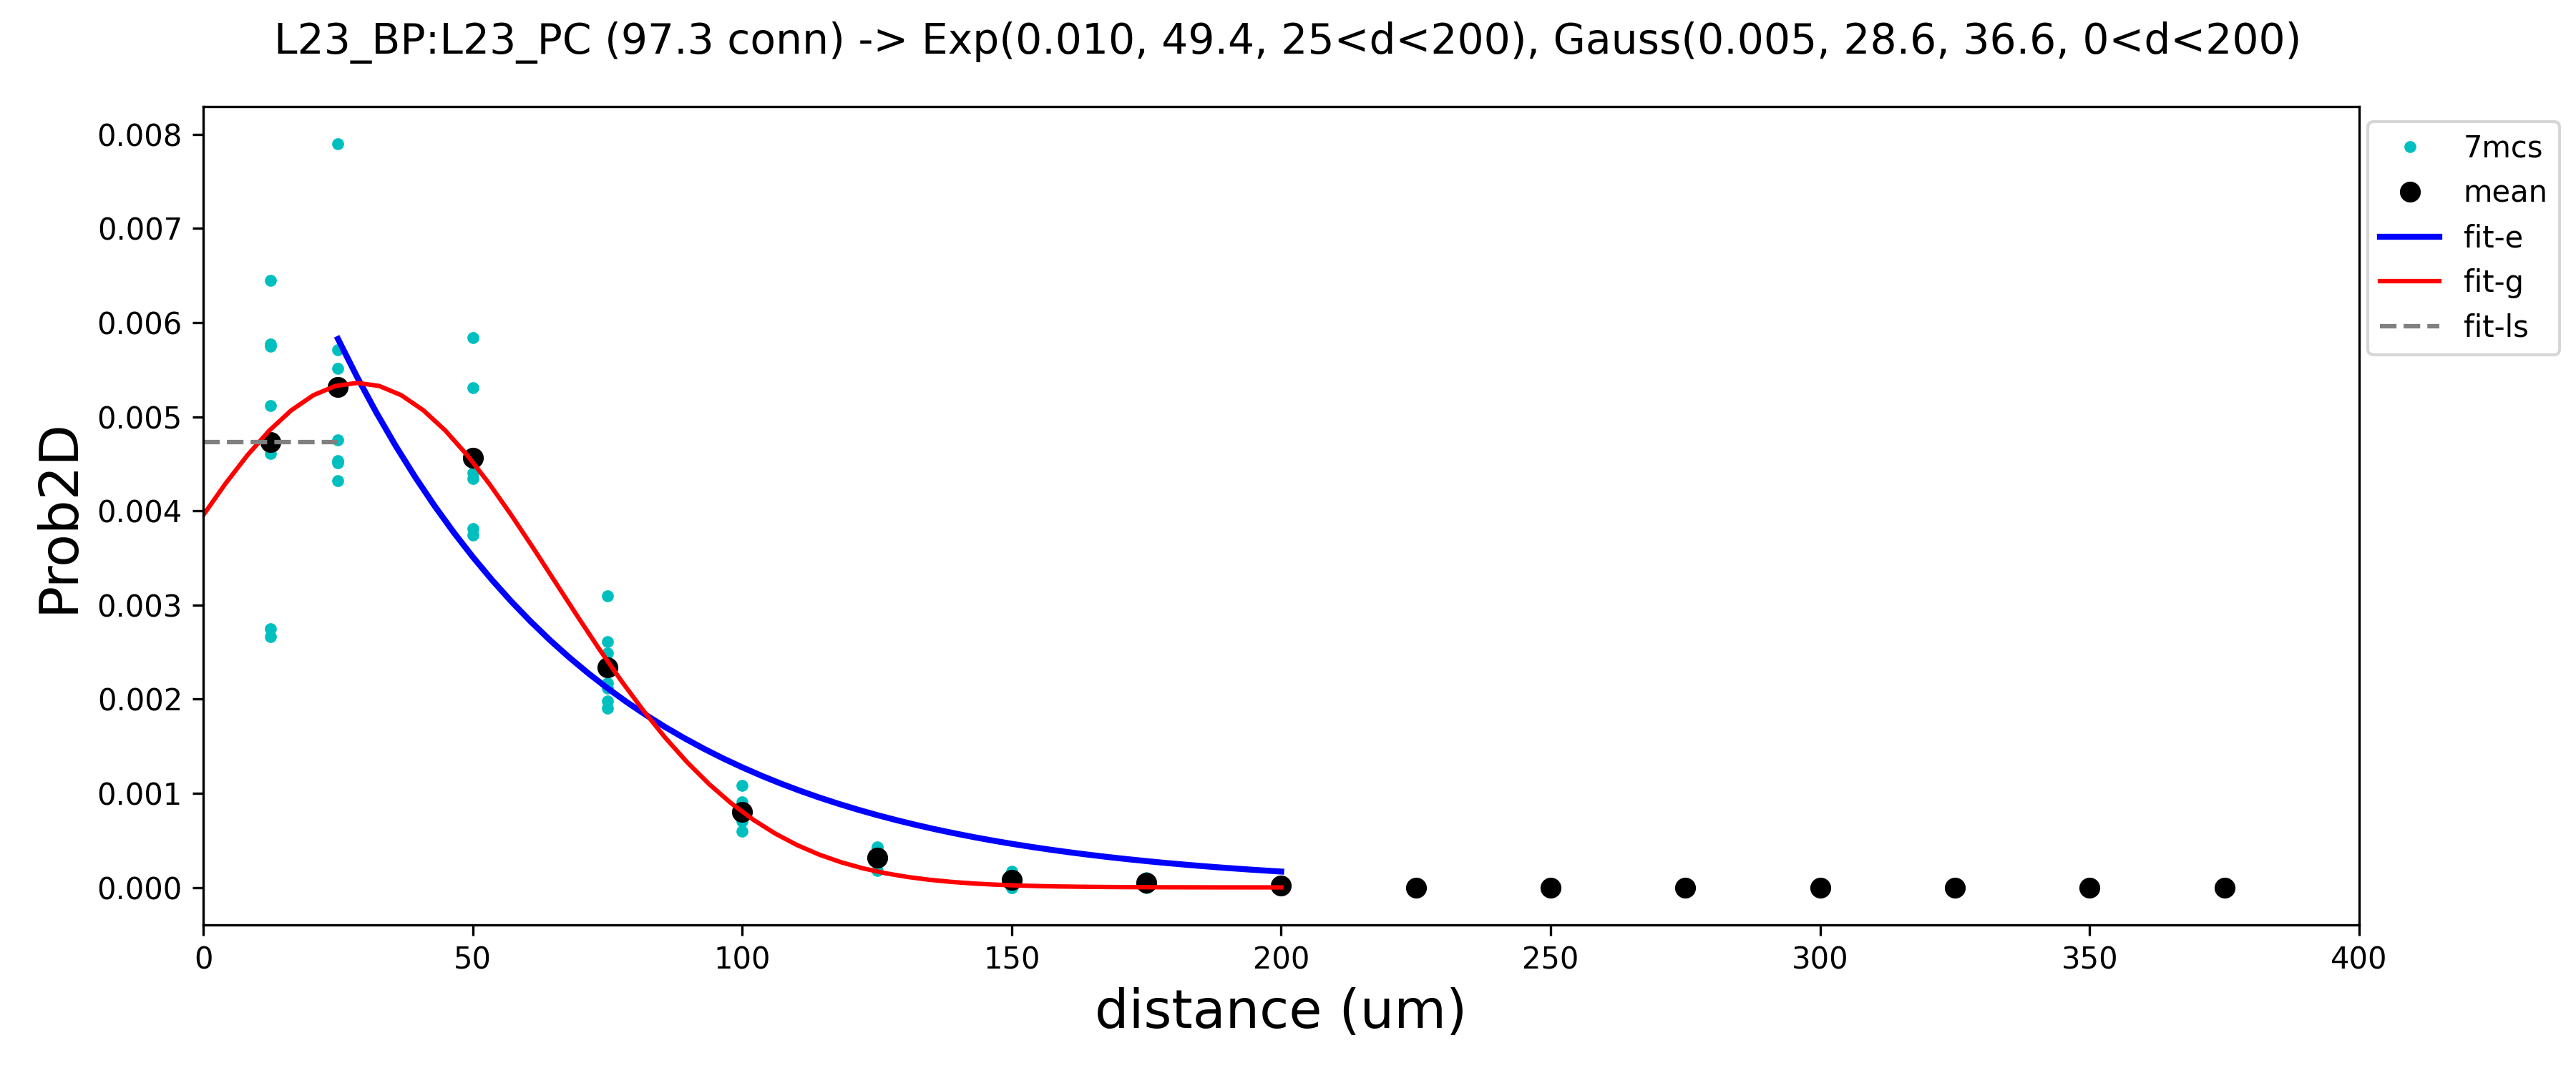 L23_BP:L23_PC (97.3 conn) -> Exp(0.010, 49.4, 25<d<200), Gauss(0.005, 28.6, 36.6, 0<d<200)
0.008
0.007
0.006
0.005
0.004
0.003
0.002
0.001
0.000
Prob2D
0 50 100 150 200 250 300 350 400
distance (um)
7mcs
mean
fit-e
fit-g
fit-ls